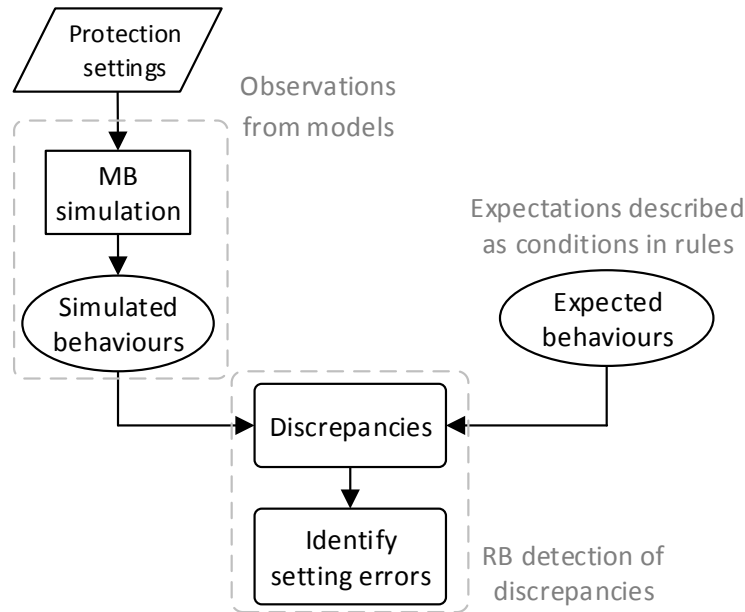 Protection
settings
Observations
from models
MB
simulation
Simulated
behaviours
Expectations described
as conditions in rules
Expected
behaviours
Discrepancies
Identify
setting errors
RB detection of
discrepancies